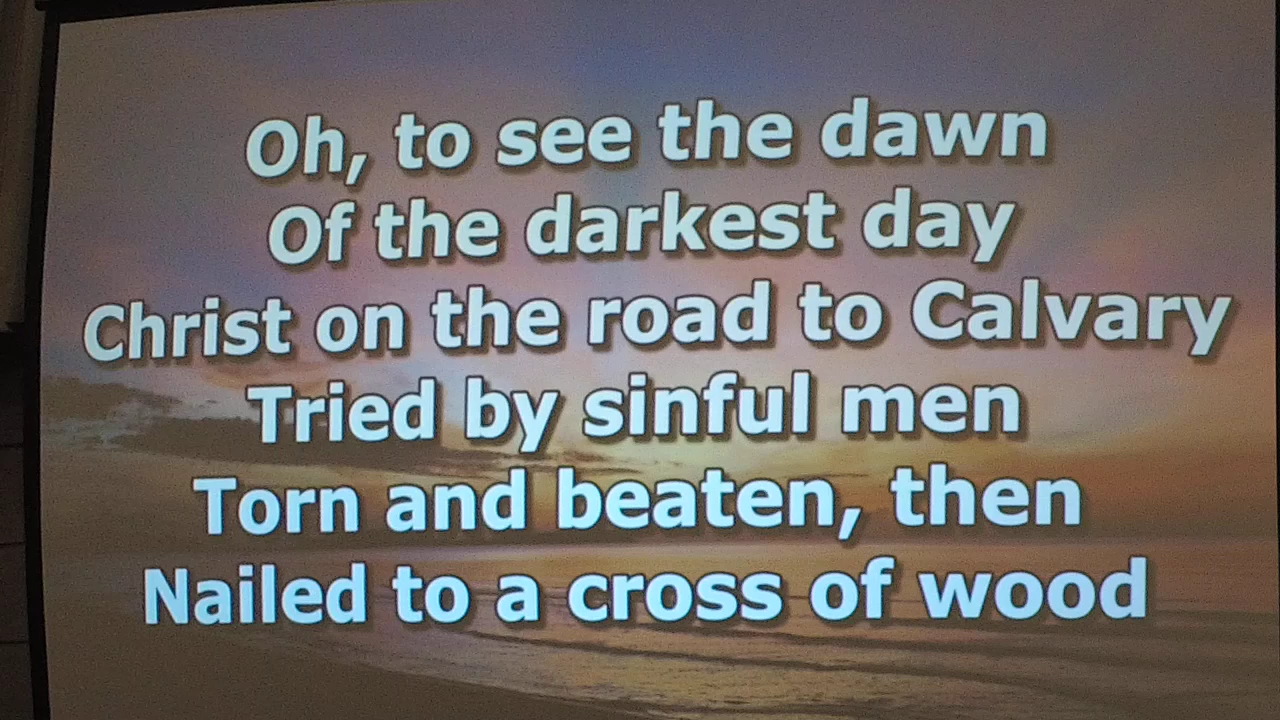 Oh, to see the dawn
Of the darkest day
Christ on the road to Calvary
Tried by sinful men
Torn and beaten, then
Nailed to a cross of wood